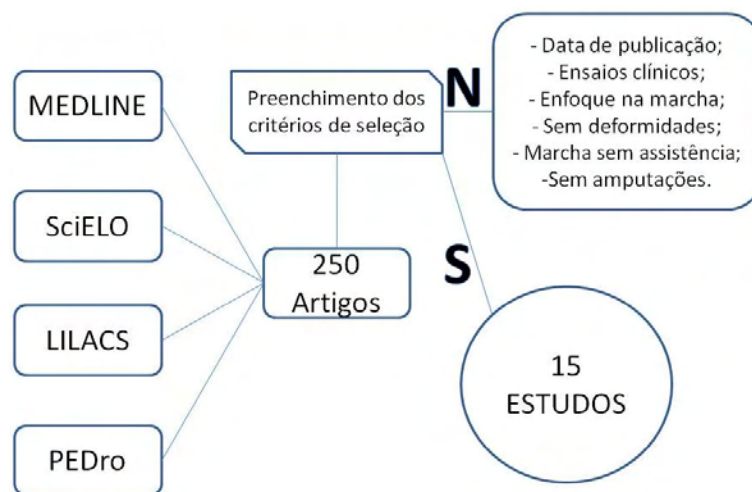 MEDLINE
SciELO
LILACS
PEDro
250
Artigos
Preenchimento dos
critérios de seleção
N
- Data de publicação;
- Ensaios clínicos;
- Enfoque na marcha;
- Sem deformidades;
- Marcha sem assistência;
-Sem amputações.
S
15
ESTUDOS